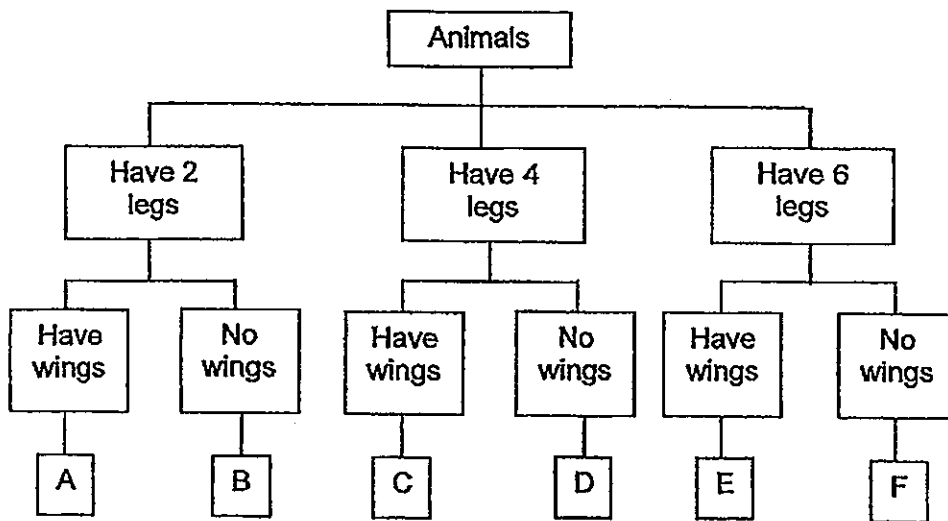 Animals
Have 2
legs
Have 4
legs
Have 6
legs
Have
wings
No
wings
Have
wings
No
wings
Have
wings
No
wings
A
B
C
D
E
F